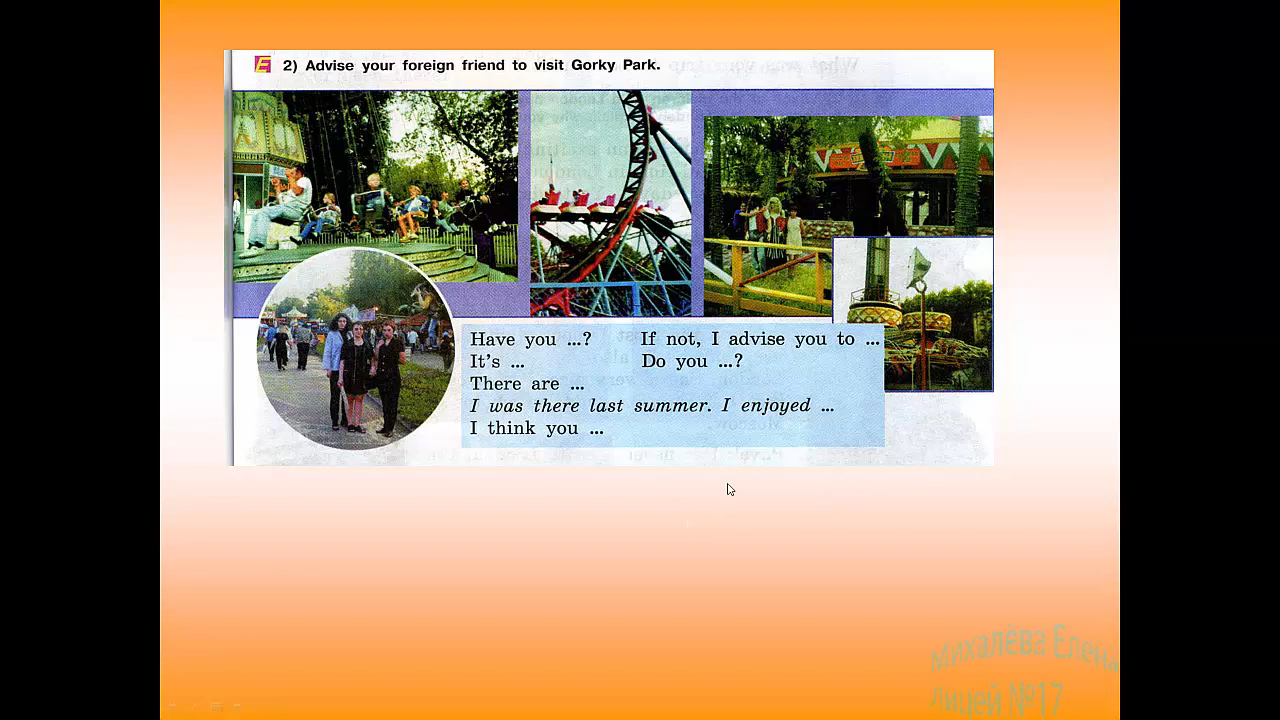 E 2) Advise your foreign friend to visit Gorky Park.
Have you ...? If not, I advise you to ...
It's ... Do you ...?
There are ...
I was there last summer. I enjoyed ...
I think you ...
Михалёва Елена
лицей №17